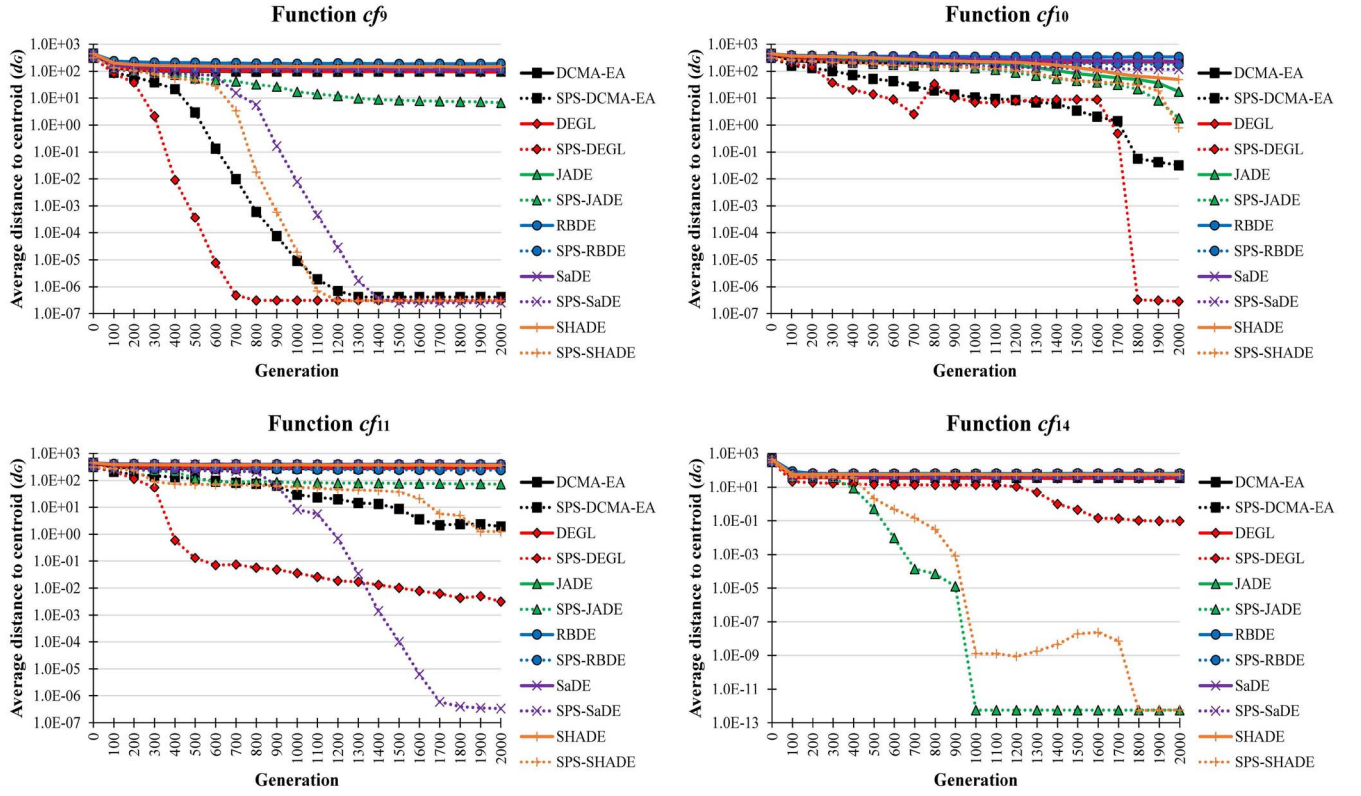 Function cf9
Average distance to centroid (dG)
1.0E+03
1.0E+02
1.0E+01
1.0E+00
1.0E-01
1.0E-02
1.0E-03
1.0E-04
1.0E-05
1.0E-06
1.0E-07
0 100 200 300 400 500 600 700 800 900 1000 1100 1200 1300 1400 1500 1600 1700 1800 1900 2000
Generation
DCMA-EA
SPS-DCMA-EA
DEGL
SPS-DEGL
JADE
SPS-JADE
RBDE
SPS-RBDE
SaDE
SPS-SaDE
SHADE
SPS-SHADE
Function cf10
Average distance to centroid (dG)
1.0E+03
1.0E+02
1.0E+01
1.0E+00
1.0E-01
1.0E-02
1.0E-03
1.0E-04
1.0E-05
1.0E-06
1.0E-07
0 100 200 300 400 500 600 700 800 900 1000 1100 1200 1300 1400 1500 1600 1700 1800 1900 2000
Generation
DCMA-EA
SPS-DCMA-EA
DEGL
SPS-DEGL
JADE
SPS-JADE
RBDE
SPS-RBDE
SaDE
SPS-SaDE
SHADE
SPS-SHADE
Function cf11
Average distance to centroid (dG)
1.0E+03
1.0E+02
1.0E+01
1.0E+00
1.0E-01
1.0E-02
1.0E-03
1.0E-04
1.0E-05
1.0E-06
1.0E-07
0 100 200 300 400 500 600 700 800 900 1000 1100 1200 1300 1400 1500 1600 1700 1800 1900 2000
Generation
DCMA-EA
SPS-DCMA-EA
DEGL
SPS-DEGL
JADE
SPS-JADE
RBDE
SPS-RBDE
SaDE
SPS-SaDE
SHADE
SPS-SHADE
Function cf14
Average distance to centroid (dG)
1.0E+03
1.0E+01
1.0E-01
1.0E-03
1.0E-05
1.0E-07
1.0E-09
1.0E-11
1.0E-13
0 100 200 300 400 500 600 700 800 900 1000 1100 1200 1300 1400 1500 1600 1700 1800 1900 2000
Generation
DCMA-EA
SPS-DCMA-EA
DEGL
SPS-DEGL
JADE
SPS-JADE
RBDE
SPS-RBDE
SaDE
SPS-SaDE
SHADE
SPS-SHADE